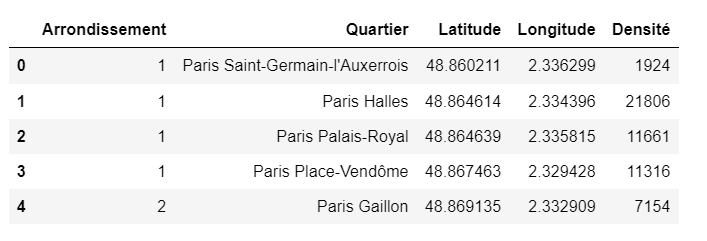 Arrondissement Quartier Latitude Longitude Densité
0 1 Paris Saint-Germain-l'Auxerrois 48.860211 2.336299 1924
1 1 Paris Halles 48.864614 2.334396 21806
2 1 Paris Palais-Royal 48.864639 2.335815 11661
3 1 Paris Place-Vendôme 48.867463 2.329428 11316
4 2 Paris Gaillon 48.869135 2.332909 7154